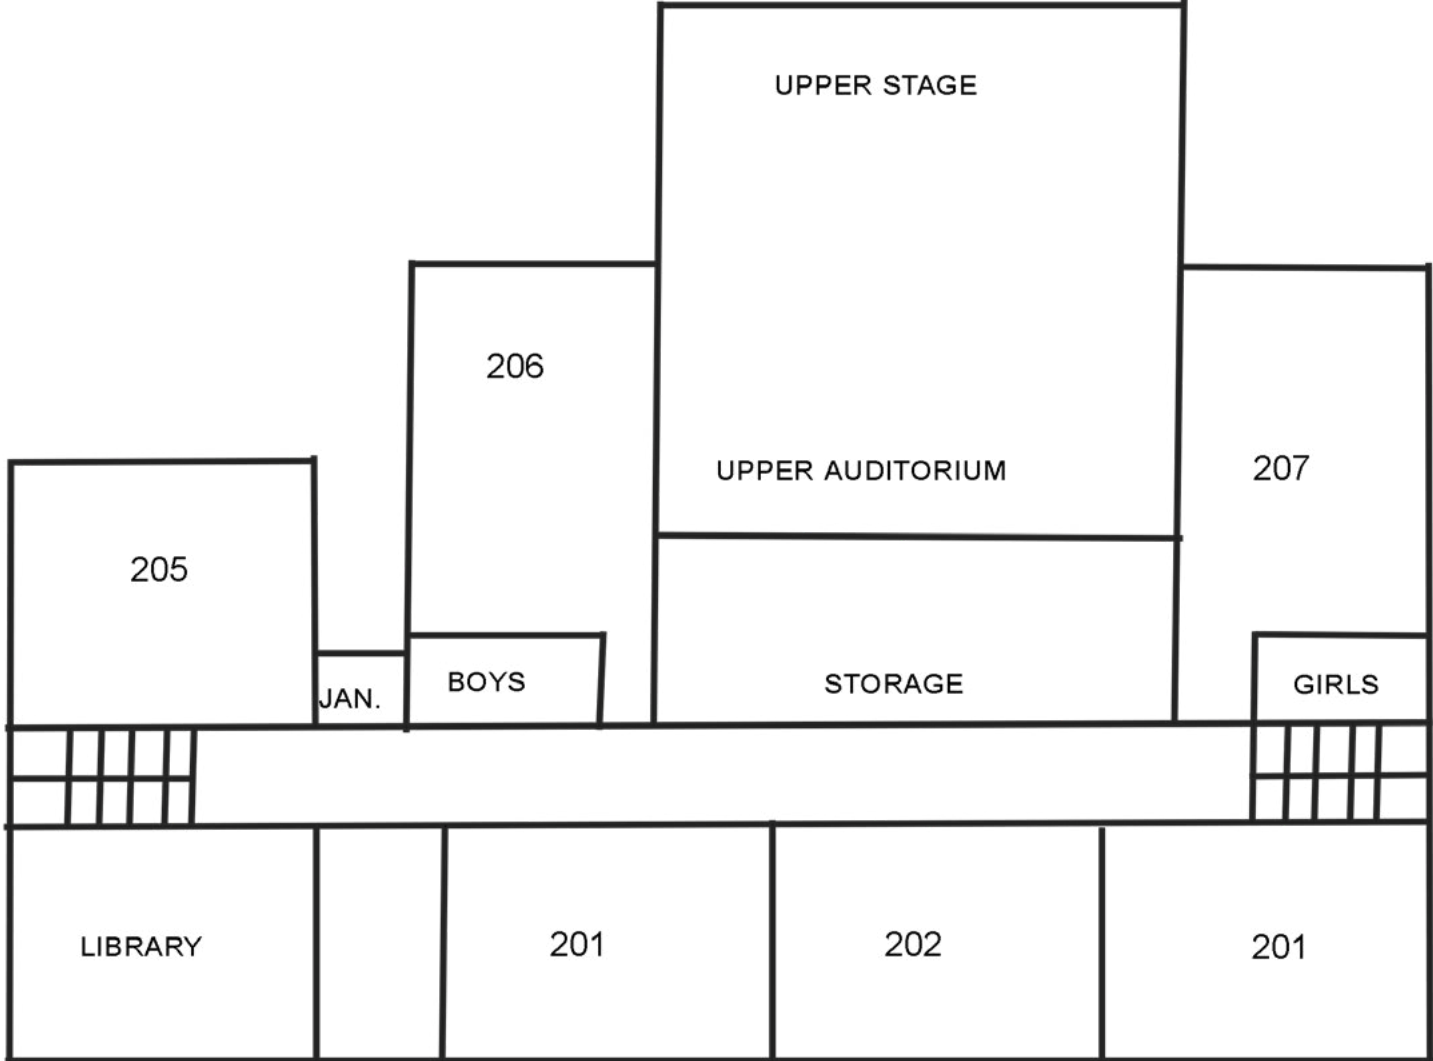 UPPER STAGE
206
UPPER AUDITORIUM
207
205
JAN.
BOYS
STORAGE
GIRLS
LIBRARY
201
202
201